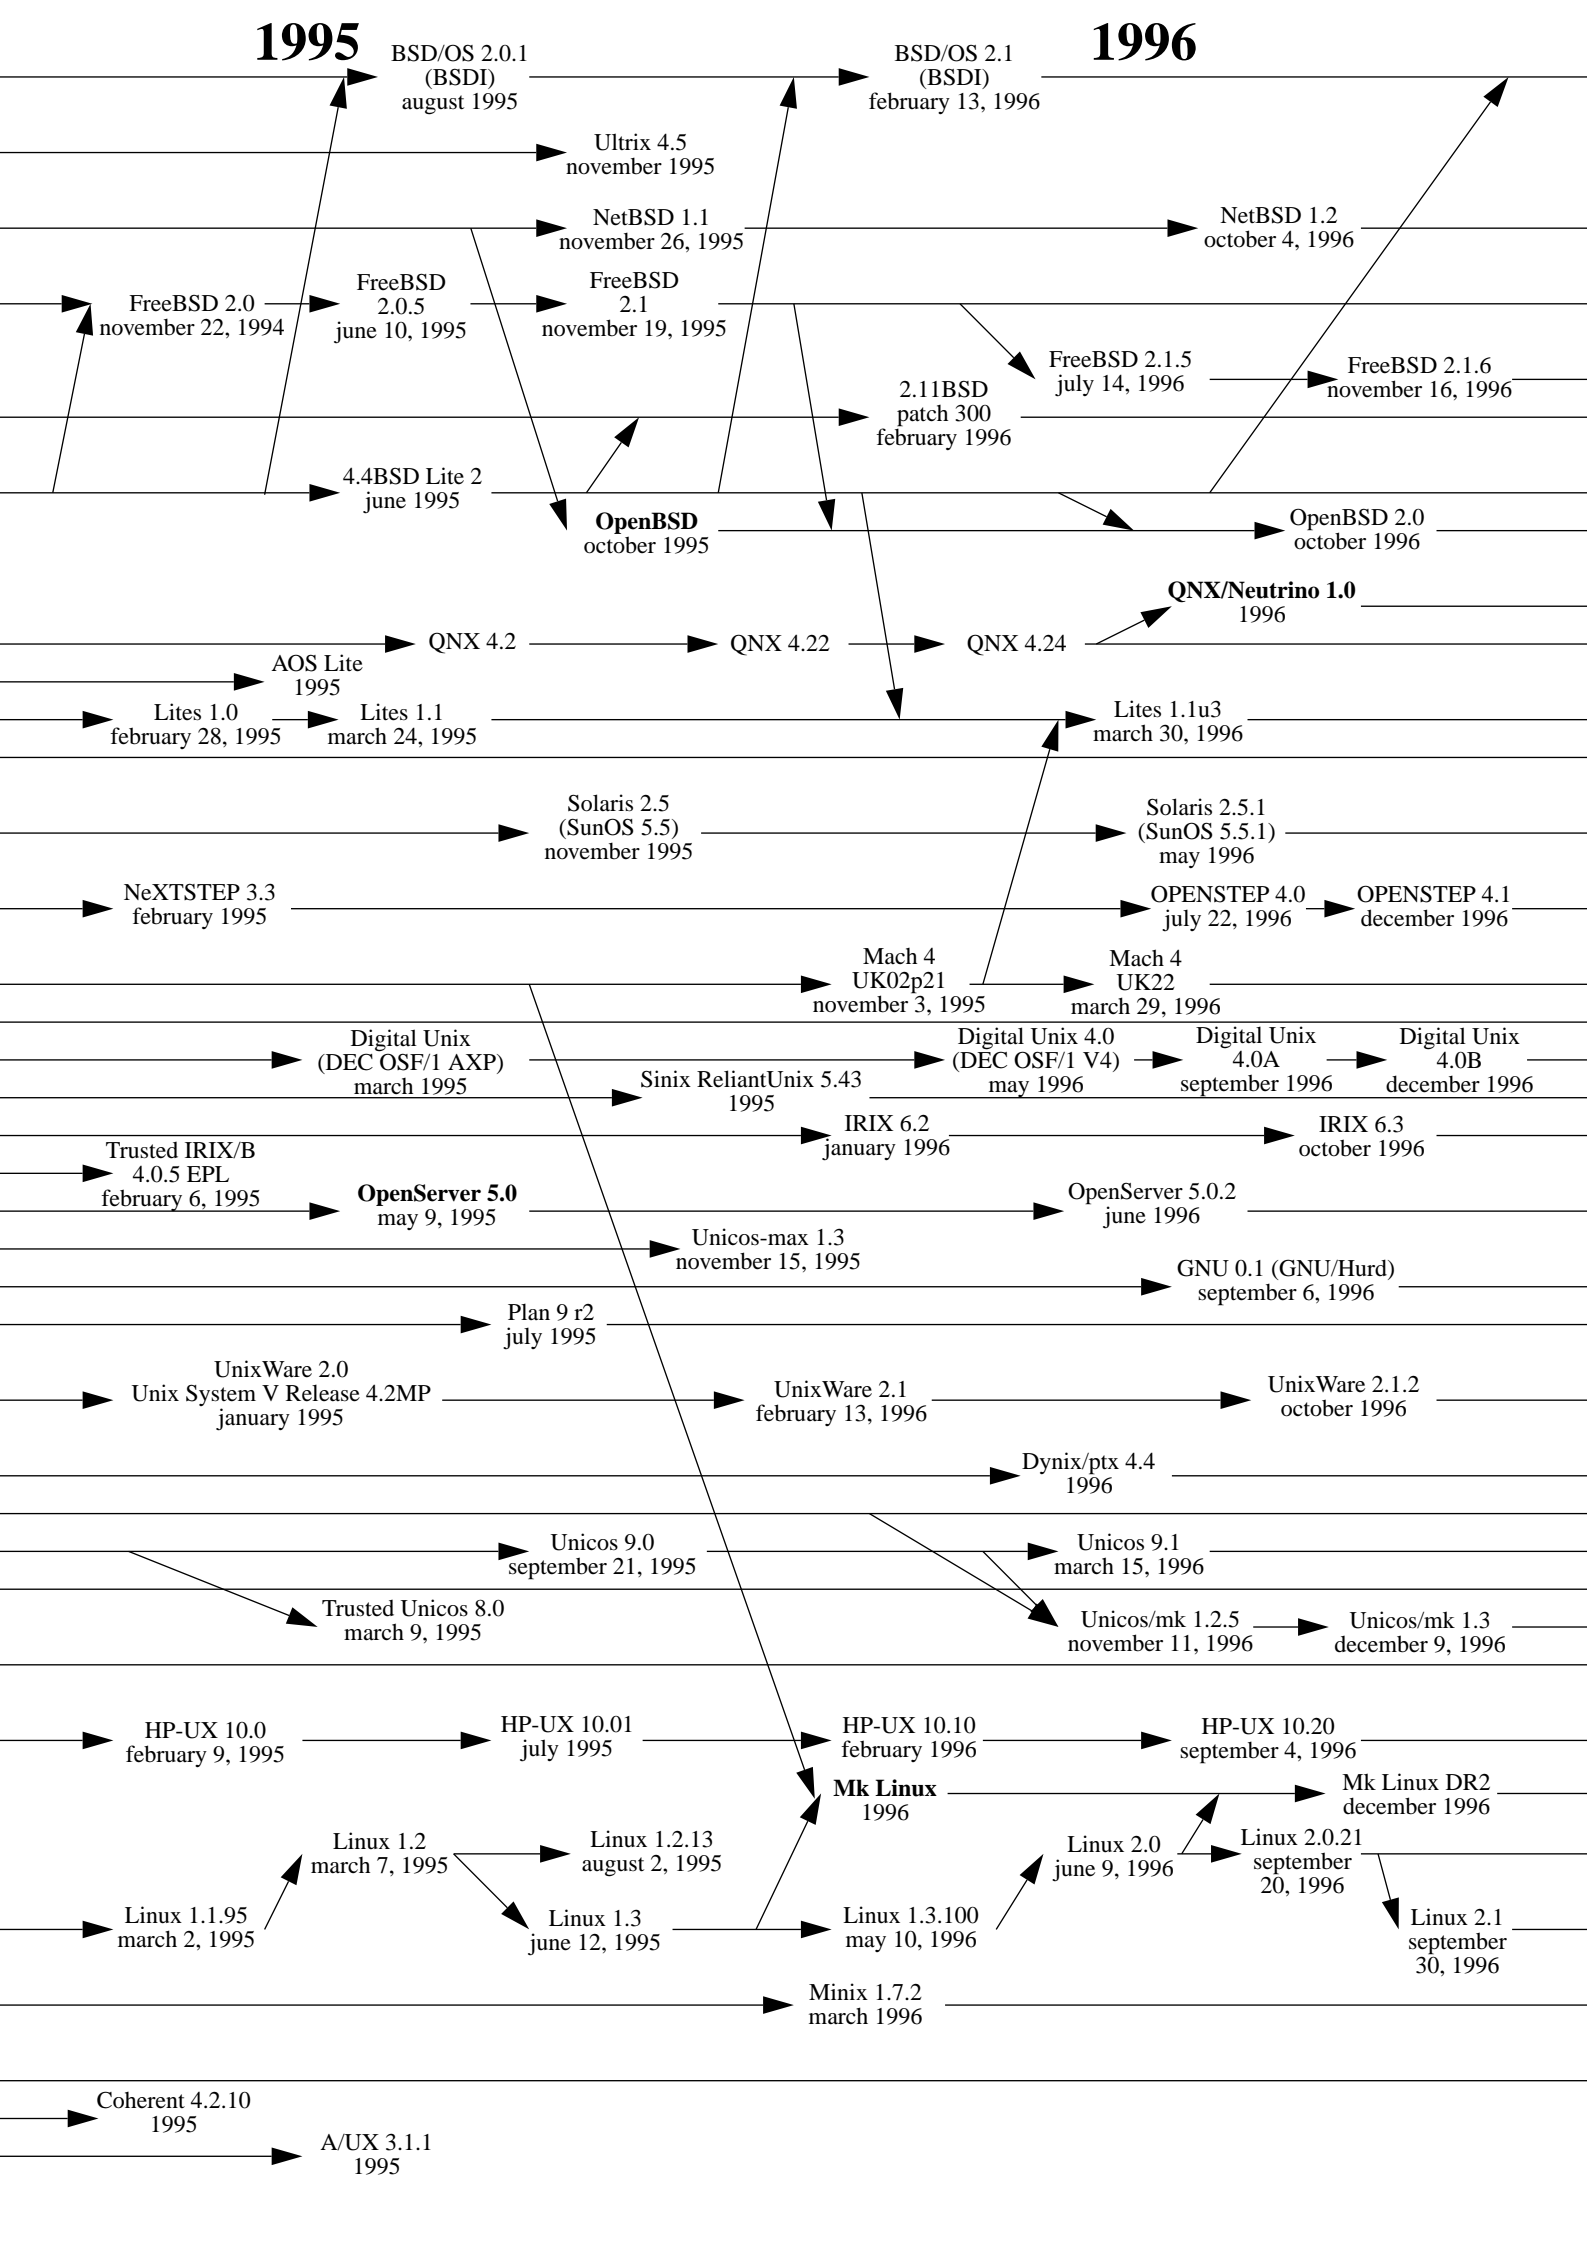 1995
1996
BSD/OS 2.0.1
(BSDI)
august 1995
BSD/OS 2.1
(BSDI)
february 13, 1996
Ultrix 4.5
november 1995
NetBSD 1.1
november 26, 1995
NetBSD 1.2
october 4, 1996
FreeBSD 2.0
november 22, 1994
FreeBSD
2.0.5
june 10, 1995
FreeBSD
2.1
november 19, 1995
FreeBSD 2.1.5
july 14, 1996
FreeBSD 2.1.6
november 16, 1996
2.11BSD
patch 300
february 1996
4.4BSD Lite 2
june 1995
OpenBSD
october 1995
OpenBSD 2.0
october 1996
QNX/Neutrino 1.0
1996
QNX 4.2
QNX 4.22
QNX 4.24
AOS Lite
1995
Lites 1.0
february 28, 1995
Lites 1.1
march 24, 1995
Lites 1.1u3
march 30, 1996
Solaris 2.5
(SunOS 5.5)
november 1995
Solaris 2.5.1
(SunOS 5.5.1)
may 1996
NeXTSTEP 3.3
february 1995
OPENSTEP 4.0
july 22, 1996
OPENSTEP 4.1
december 1996
Mach 4
UK02p21
november 3, 1995
Mach 4
UK22
march 29, 1996
Digital Unix
(DEC OSF/1 AXP)
march 1995
Digital Unix 4.0
(DEC OSF/1 V4)
may 1996
Digital Unix
4.0A
september 1996
Digital Unix
4.0B
december 1996
Sinix ReliantUnix 5.43
1995
IRIX 6.2
january 1996
IRIX 6.3
october 1996
Trusted IRIX/B
4.0.5 EPL
february 6, 1995
OpenServer 5.0
may 9, 1995
OpenServer 5.0.2
june 1996
Unicos-max 1.3
november 15, 1995
GNU 0.1 (GNU/Hurd)
september 6, 1996
Plan 9 r2
july 1995
UnixWare 2.0
Unix System V Release 4.2MP
january 1995
UnixWare 2.1
february 13, 1996
UnixWare 2.1.2
october 1996
Dynix/ptx 4.4
1996
Unicos 9.0
september 21, 1995
Unicos 9.1
march 15, 1996
Trusted Unicos 8.0
march 9, 1995
Unicos/mk 1.2.5
november 11, 1996
Unicos/mk 1.3
december 9, 1996
HP-UX 10.0
february 9, 1995
HP-UX 10.01
july 1995
HP-UX 10.10
february 1996
HP-UX 10.20
september 4, 1996
Mk Linux
1996
Mk Linux DR2
december 1996
Linux 1.2
march 7, 1995
Linux 1.2.13
august 2, 1995
Linux 2.0
june 9, 1996
Linux 2.0.21
september
20, 1996
Linux 1.1.95
march 2, 1995
Linux 1.3
june 12, 1995
Linux 1.3.100
may 10, 1996
Linux 2.1
september
30, 1996
Minix 1.7.2
march 1996
Coherent 4.2.10
1995
A/UX 3.1.1
1995